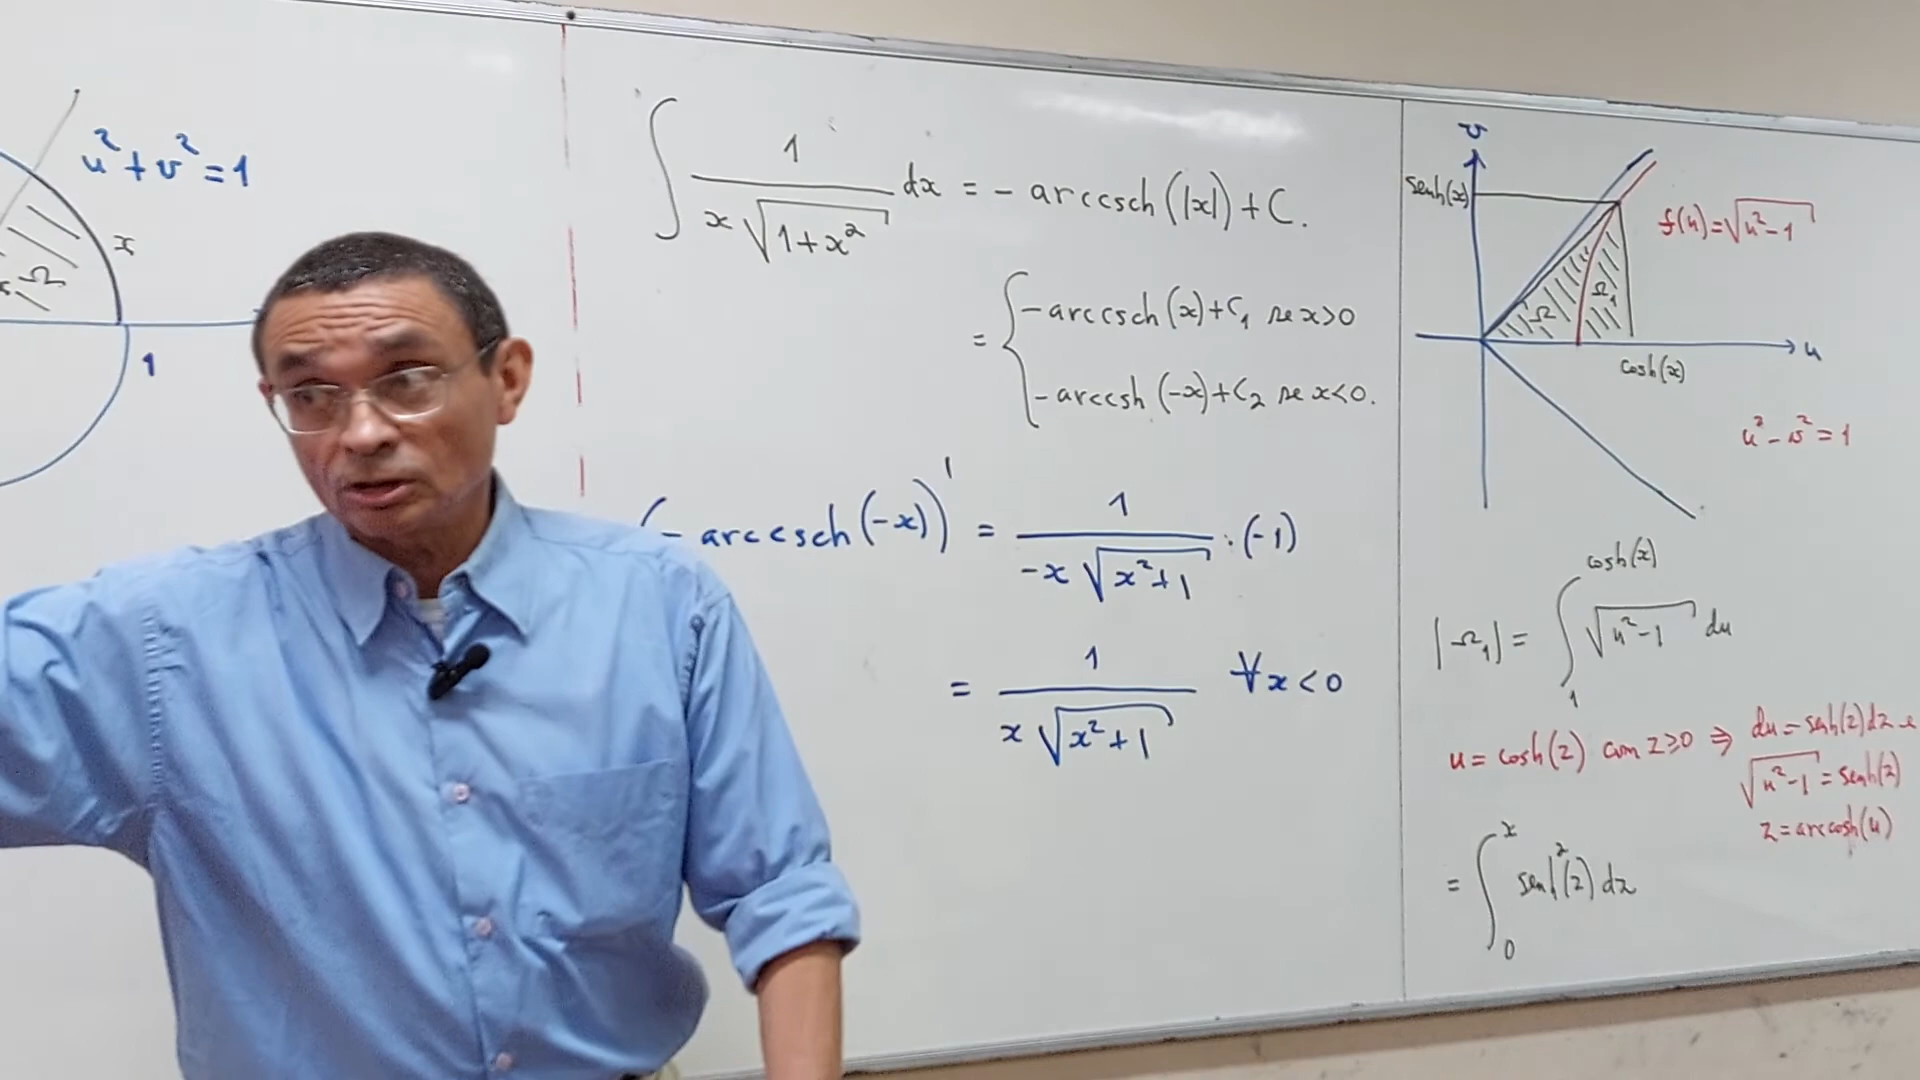 u² + v² = 1
x
Ω
1
∫ 1 / (x √(1+x²)) dx = - arccsch(|x|) + C.
= { - arccsch(x) + C₁ se x>0
- arccsh(-x) + C₂ se x<0.
(- arccsch(-x))' = 1 / (-x √(x²+1)) · (-1)
= 1 / (x √(x²+1)) ∀x<0
v
senh(x)
f(u) = √(u²-1)
Ω
Ω₁
u
cosh(x)
u² - v² = 1
|Ω₁| = ∫₁^cosh(x) √(u²-1) du
u = cosh(z) com z≥0 ⇒ du = senh(z)dz e
√(u²-1) = senh(z)
z = arccosh(u)
= ∫₀^x senh²(z) dz